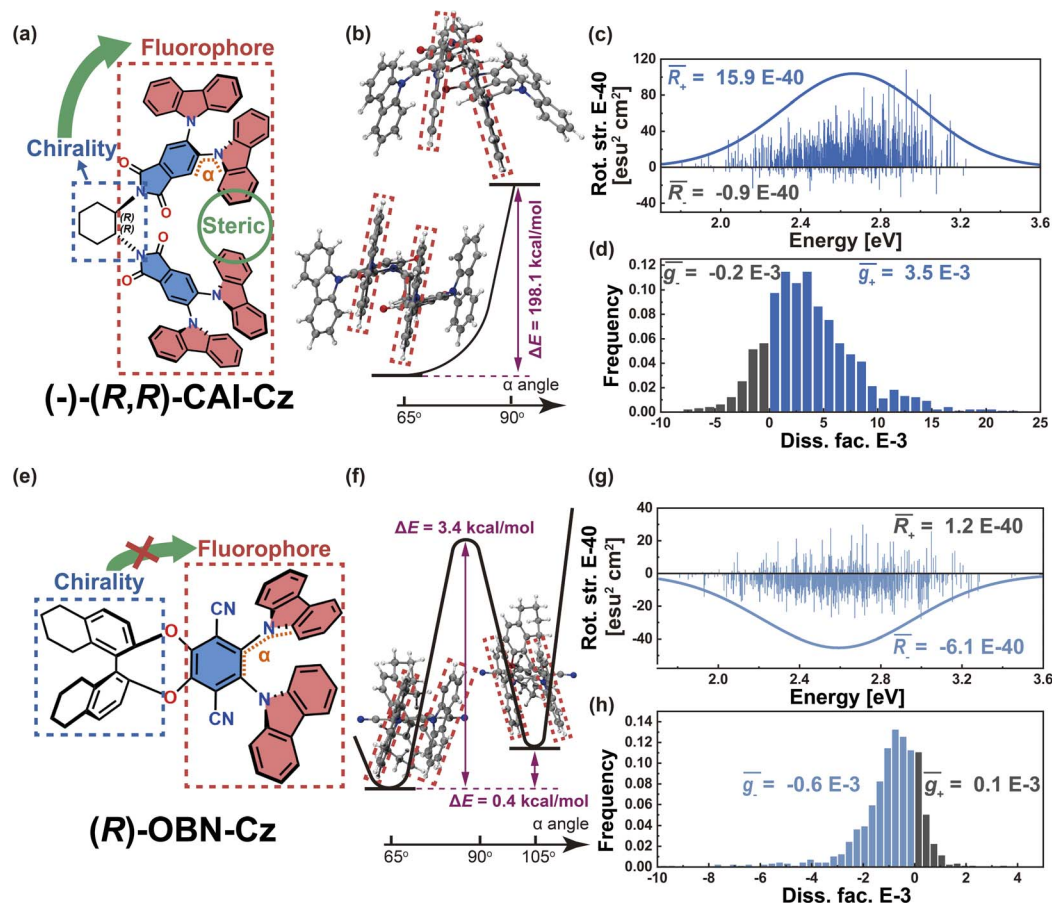 (a)
Fluorophore
Chirality
N
N
α
O
O
N
(R)
(R)
N
O
O
Steric
N
N
(-)-(R,R)-CAI-Cz
(b)
ΔE = 198.1 kcal/mol
α angle
65° 90°
(c)
Rot. str. E-40
[esu² cm²]
120
80
40
0
-40
R₊ = 15.9 E-40
R₋ = -0.9 E-40
2.0 2.4 2.8 3.2 3.6
Energy [eV]
(d)
Frequency
0.12
0.10
0.08
0.06
0.04
0.02
0.00
g₋ = -0.2 E-3 g₊ = 3.5 E-3
-10 -5 0 5 10 15 20 25
Diss. fac. E-3
(e)
Fluorophore
Chirality
CN
N
O
α
O
N
CN
(R)-OBN-Cz
(f)
ΔE = 3.4 kcal/mol
ΔE = 0.4 kcal/mol
α angle
65° 90° 105°
(g)
Rot. str. E-40
[esu² cm²]
40
20
0
-20
-40
R₊ = 1.2 E-40
R₋ = -6.1 E-40
2.0 2.4 2.8 3.2 3.6
Energy [eV]
(h)
Frequency
0.14
0.12
0.10
0.08
0.06
0.04
0.02
0.00
g₋ = -0.6 E-3 g₊ = 0.1 E-3
-10 -8 -6 -4 -2 0 2 4
Diss. fac. E-3